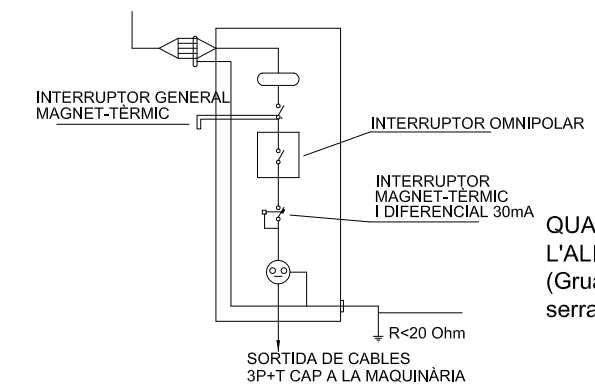 INTERRUPTOR GENERAL
MAGNET-TÈRMIC
INTERRUPTOR OMNIPOLAR
INTERRUPTOR
MAGNET-TÈRMIC
I DIFERENCIAL 30mA
QUA
L'ALI
(Grua
serra
R<20 Ohm
SORTIDA DE CABLES
3P+T CAP A LA MAQUINÀRIA